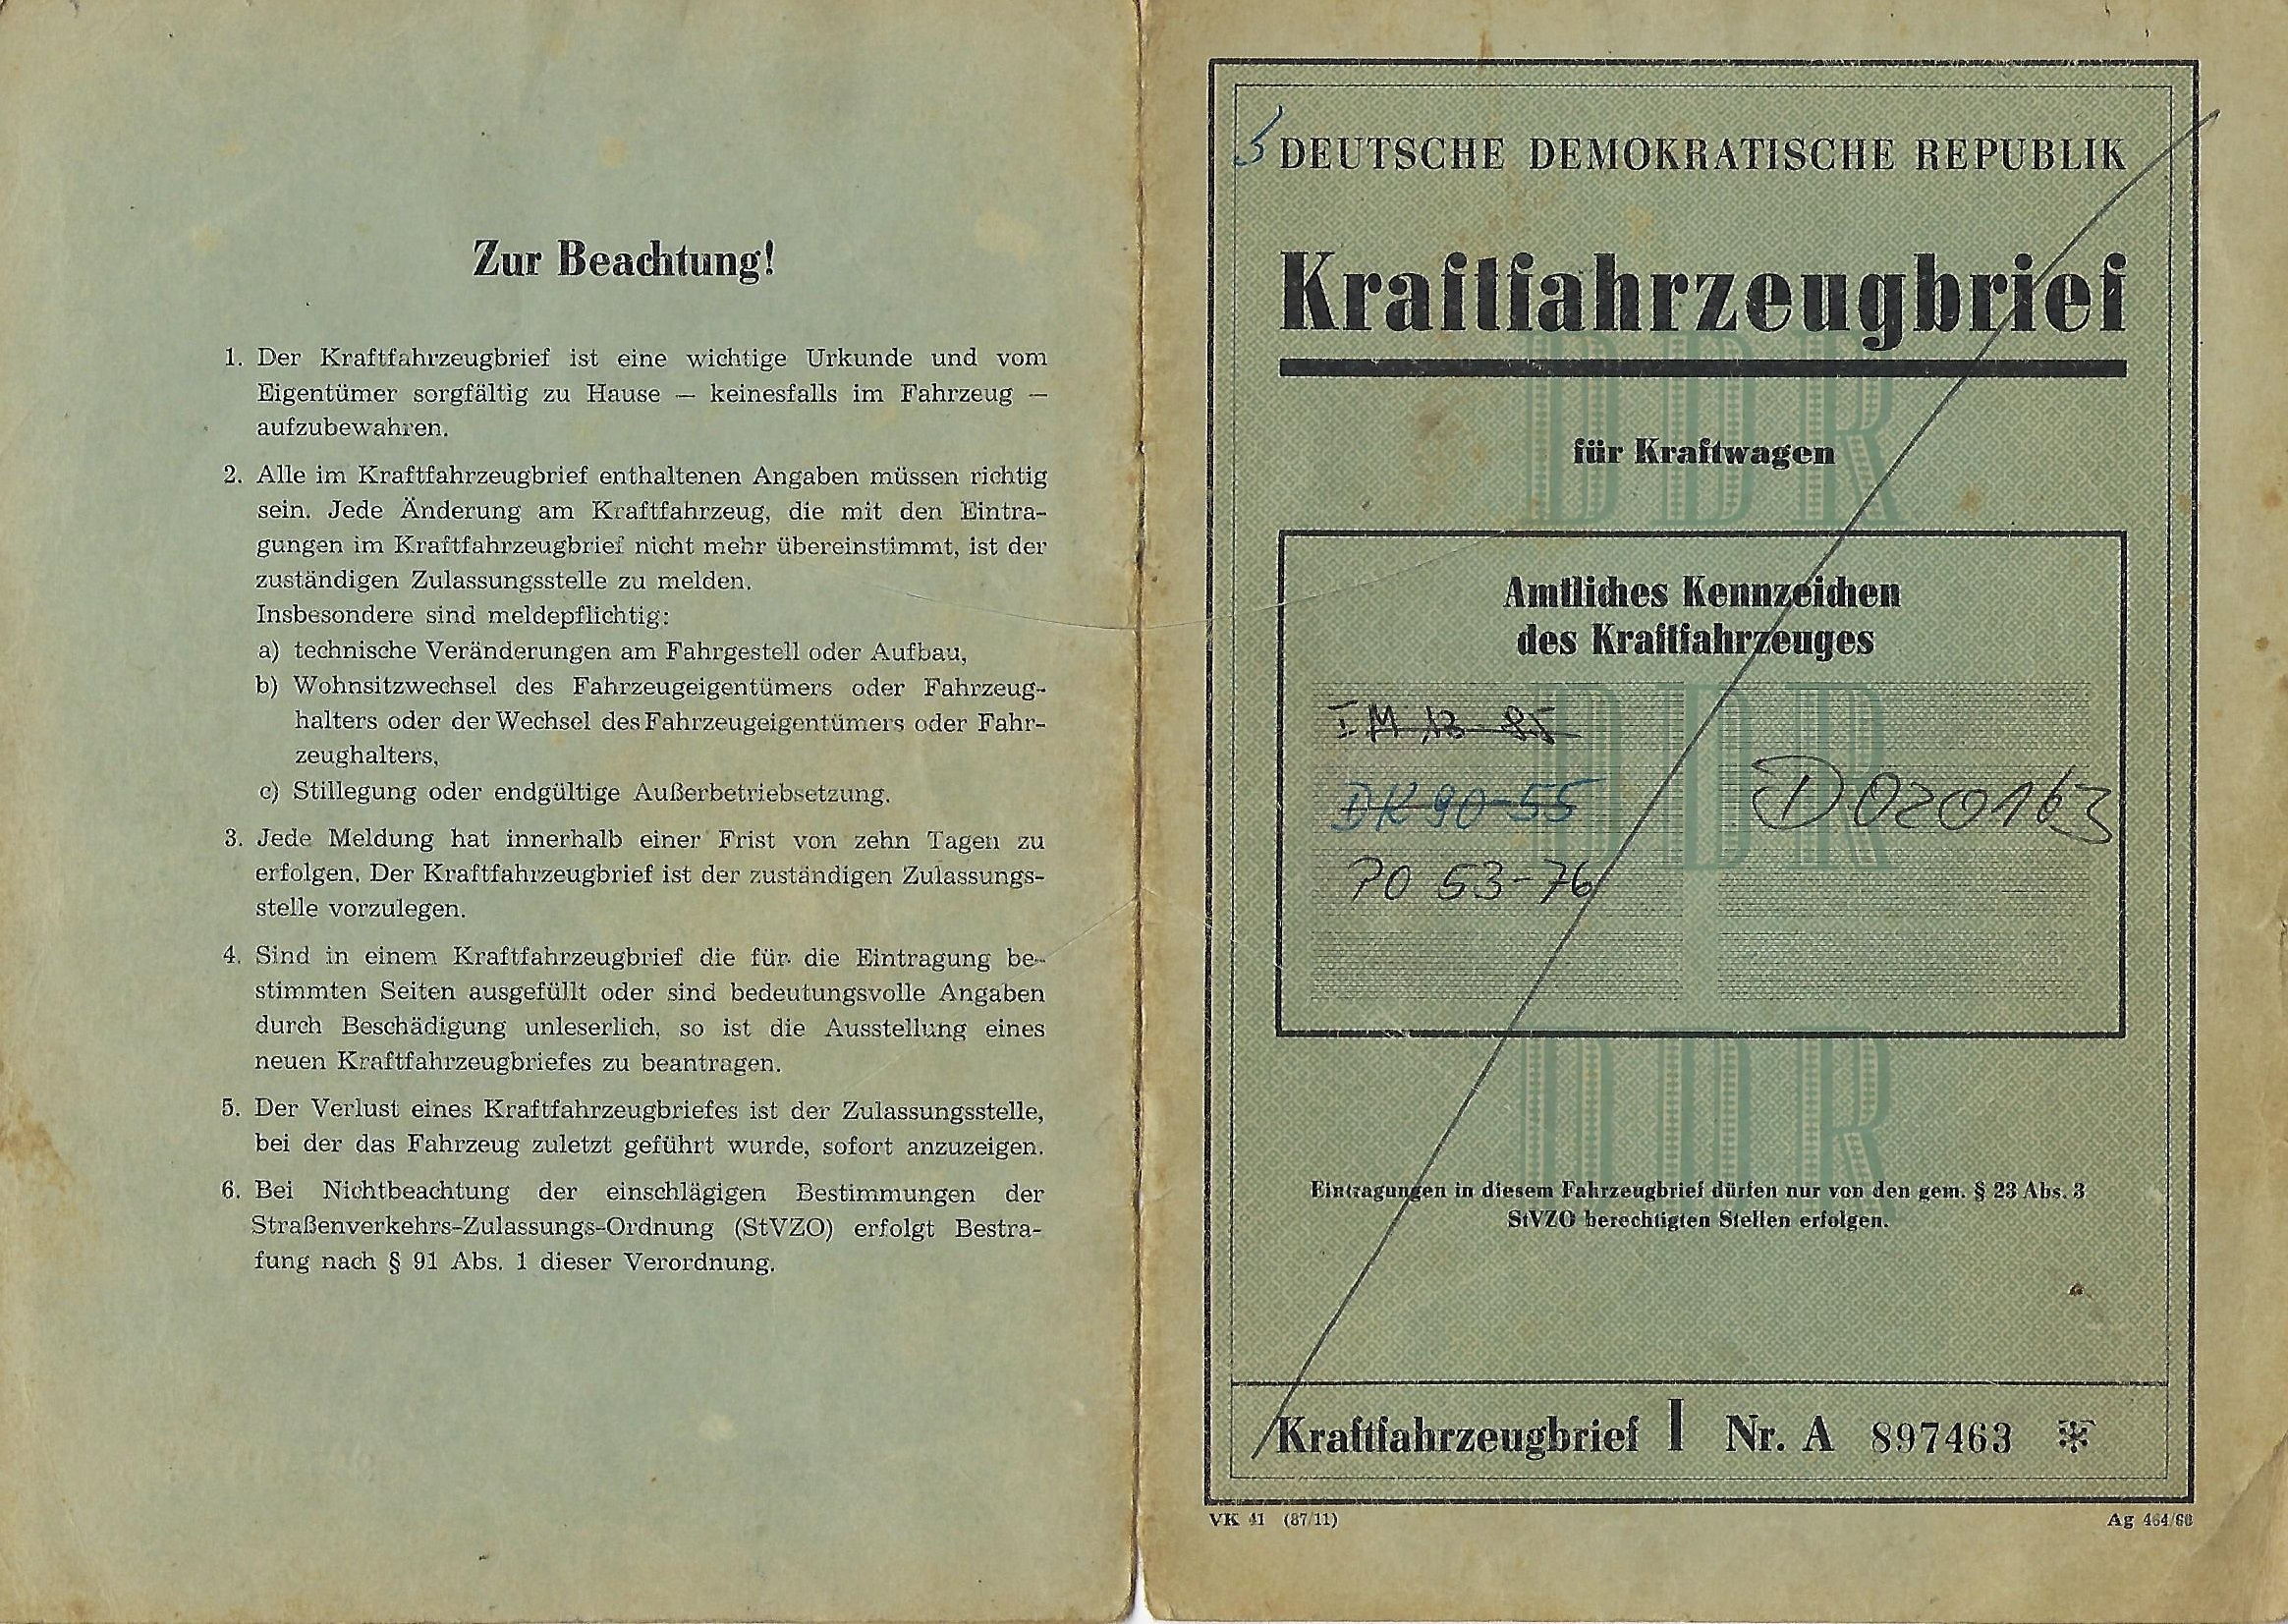 Zur Beachtung!
1. Der Kraftfahrzeugbrief ist eine wichtige Urkunde und vom
Eigentümer sorgfältig zu Hause — keinesfalls im Fahrzeug —
aufzubewahren.
2. Alle im Kraftfahrzeugbrief enthaltenen Angaben müssen richtig
sein. Jede Änderung am Kraftfahrzeug, die mit den Eintra-
gungen im Kraftfahrzeugbrief nicht mehr übereinstimmt, ist der
zuständigen Zulassungsstelle zu melden.
Insbesondere sind meldepflichtig:
a) technische Veränderungen am Fahrgestell oder Aufbau,
b) Wohnsitzwechsel des Fahrzeugeigentümers oder Fahrzeug-
halters oder der Wechsel des Fahrzeugeigentümers oder Fahr-
zeughalters,
c) Stillegung oder endgültige Außerbetriebsetzung.
3. Jede Meldung hat innerhalb einer Frist von zehn Tagen zu
erfolgen. Der Kraftfahrzeugbrief ist der zuständigen Zulassungs-
stelle vorzulegen.
4. Sind in einem Kraftfahrzeugbrief die für die Eintragung be-
stimmten Seiten ausgefüllt oder sind bedeutungsvolle Angaben
durch Beschädigung unleserlich, so ist die Ausstellung eines
neuen Kraftfahrzeugbriefes zu beantragen.
5. Der Verlust eines Kraftfahrzeugbriefes ist der Zulassungsstelle,
bei der das Fahrzeug zuletzt geführt wurde, sofort anzuzeigen.
6. Bei Nichtbeachtung der einschlägigen Bestimmungen der
Straßenverkehrs-Zulassungs-Ordnung (StVZO) erfolgt Bestra-
fung nach § 91 Abs. 1 dieser Verordnung.
5 DEUTSCHE DEMOKRATISCHE REPUBLIK
Kraftfahrzeugbrief
für Kraftwagen
Amtliches Kennzeichen
des Kraftfahrzeuges
DK 90-55
D020163
PO 53-76
DDR
DDR
DDR
Eintragungen in diesem Fahrzeugbrief dürfen nur von den gem. § 23 Abs. 3
StVZO berechtigten Stellen erfolgen.
Kraftfahrzeugbrief I Nr. A 897463 *
VK 41 (87/11)
Ag 464/60